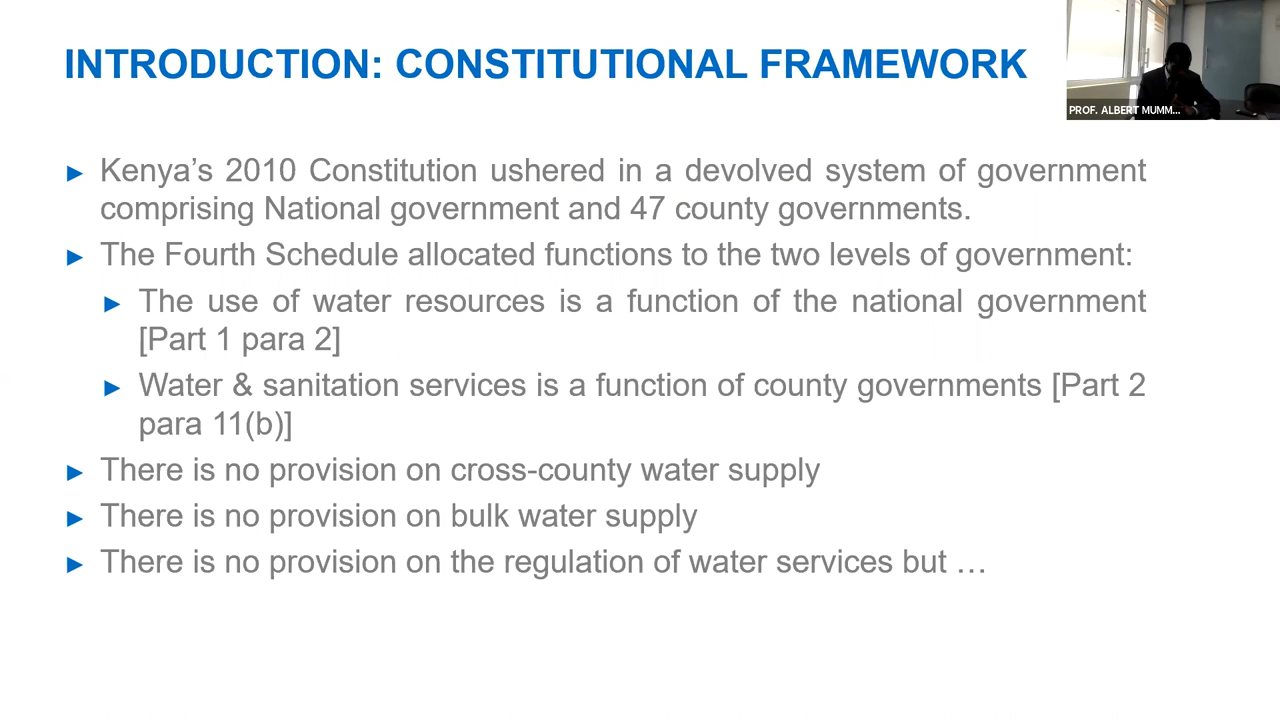 INTRODUCTION: CONSTITUTIONAL FRAMEWORK
PROF. ALBERT MUMM...
► Kenya’s 2010 Constitution ushered in a devolved system of government
comprising National government and 47 county governments.
► The Fourth Schedule allocated functions to the two levels of government:
► The use of water resources is a function of the national government
[Part 1 para 2]
► Water & sanitation services is a function of county governments [Part 2
para 11(b)]
► There is no provision on cross-county water supply
► There is no provision on bulk water supply
► There is no provision on the regulation of water services but …